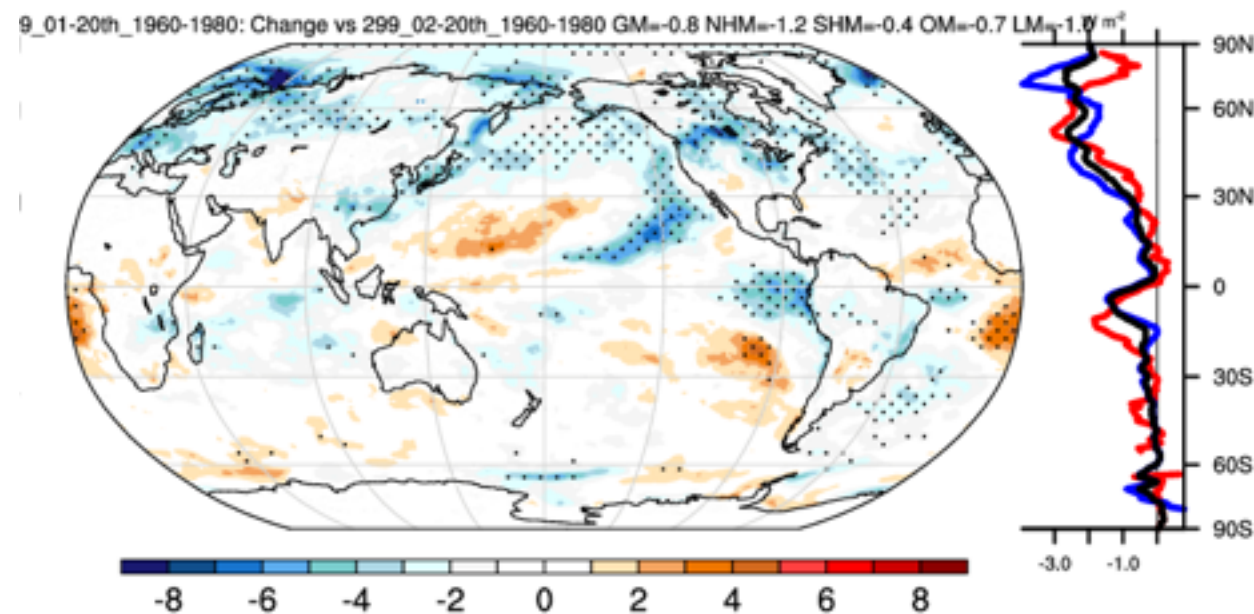 9_01-20th_1960-1980: Change vs 299_02-20th_1960-1980 GM=-0.8 NHM=-1.2 SHM=-0.4 OM=-0.7 LM=-1.0 W m-2
90N
60N
30N
0
30S
60S
90S
-3.0 -1.0
-8 -6 -4 -2 0 2 4 6 8